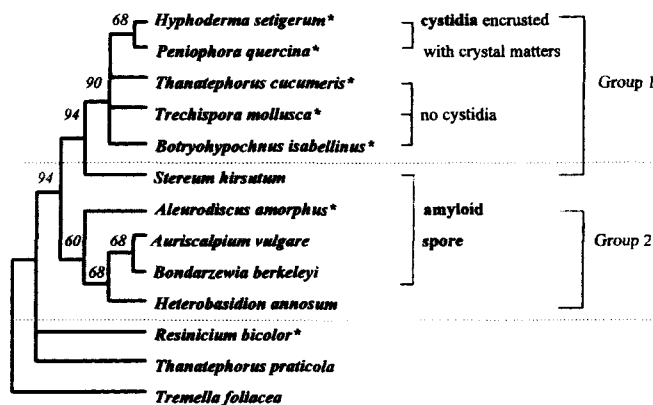 68 Hyphoderma setigerum* cystidia encrusted
Peniophora quercina* with crystal matters
90 Thanatephorus cucumeris* Group 1
94 Trechispora mollusca* no cystidia
Botryohypochnus isabellinus*
94 Stereum hirsutum
Aleurodiscus amorphus* amyloid
60 68 Auriscalpium vulgare spore Group 2
68 Bondarzewia berkeleyi
Heterobasidion annosum
Resinicium bicolor*
Thanatephorus praticola
Tremella foliacea